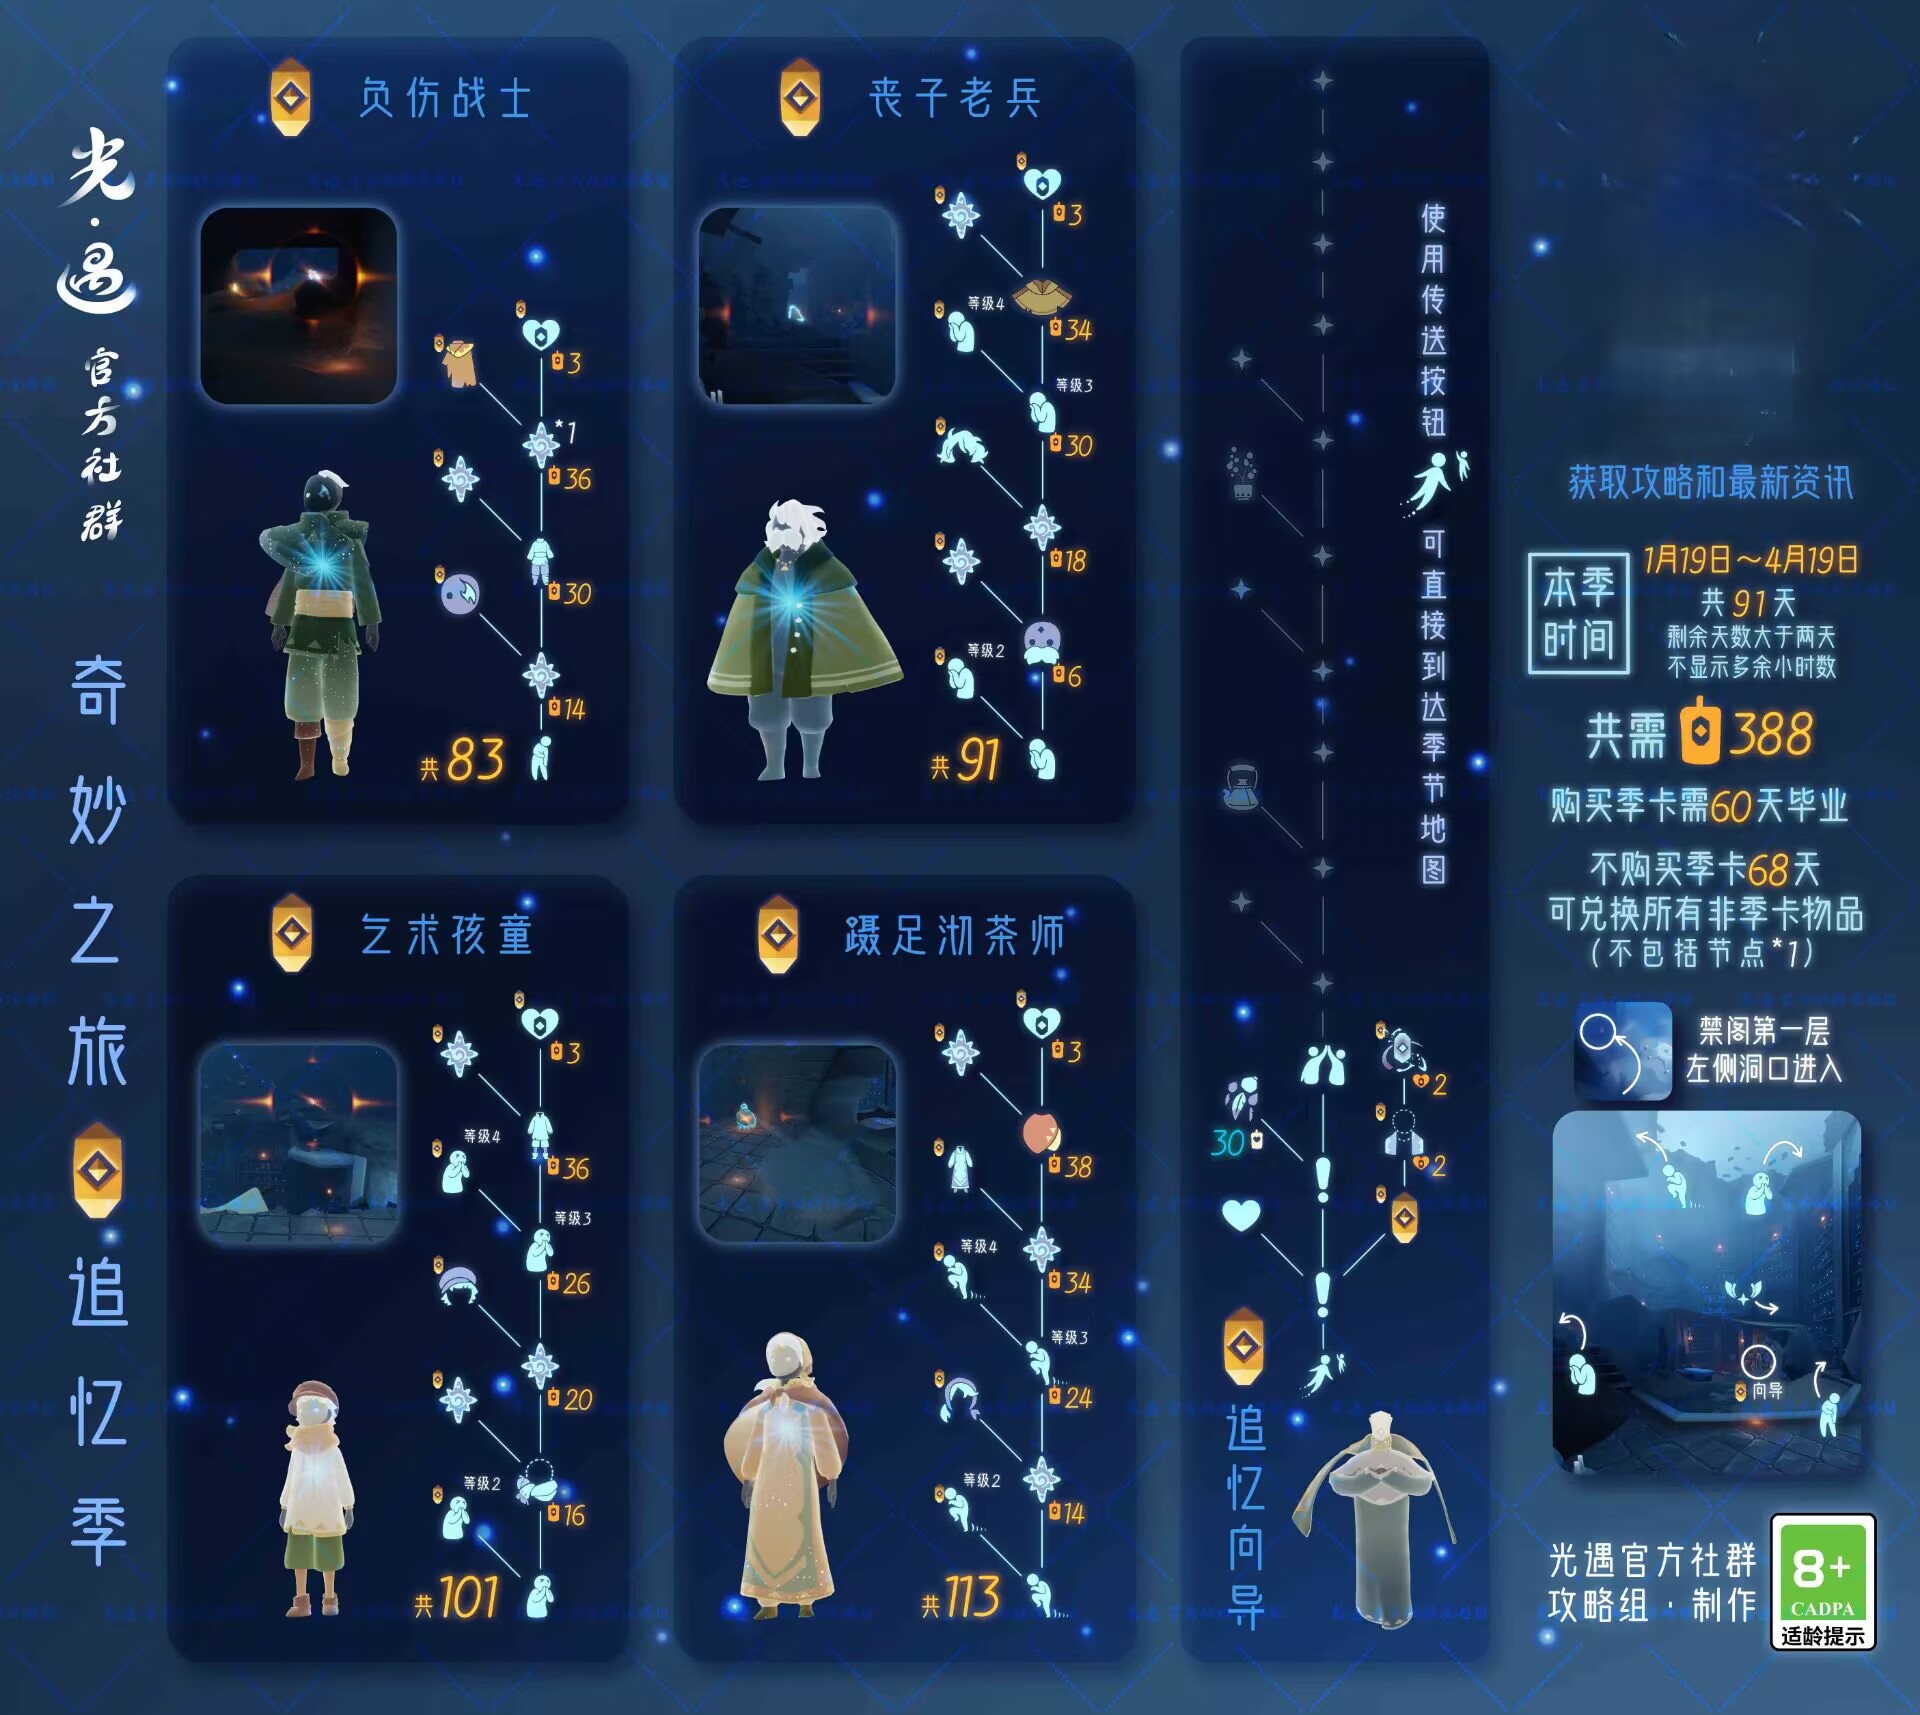 光·遇
官方社群
奇妙之旅
追忆季
负伤战士
3
*1
36
30
14
共83
丧子老兵
3
等级4
34
等级3
30
18
等级2
6
共91
乞求孩童
3
等级4
36
等级3
26
20
等级2
16
共101
蹑足沏茶师
3
38
等级4
34
等级3
24
等级2
14
共113
使用传送按钮
可直接到达季节地图
2
30
2
追忆向导
获取攻略和最新资讯
本季时间
1月19日～4月19日
共91天
剩余天数大于两天
不显示多余小时数
共需388
购买季卡需60天毕业
不购买季卡68天
可兑换所有非季卡物品
(不包括节点*1)
禁阁第一层
左侧洞口进入
向导
光遇官方社群
攻略组·制作
8+
CADPA
适龄提示